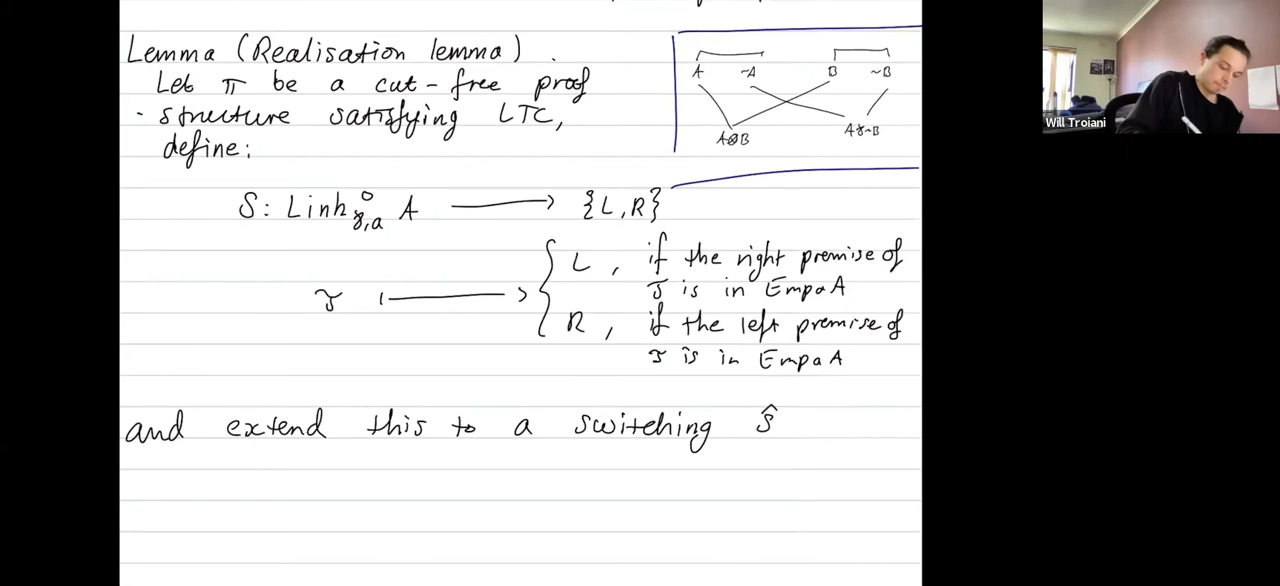 Lemma (Realisation lemma).
Let π be a cut-free proof
structure satisfying LTC,
define:
A ~A B ~B
A⊗B A⅋~B
S: Link⁰⅋,a A → {L,R}
τ ↦ { L, if the right premise of
τ is in Emp a A
R, if the left premise of
τ is in Emp a A
and extend this to a switching Ŝ
Will Troiani